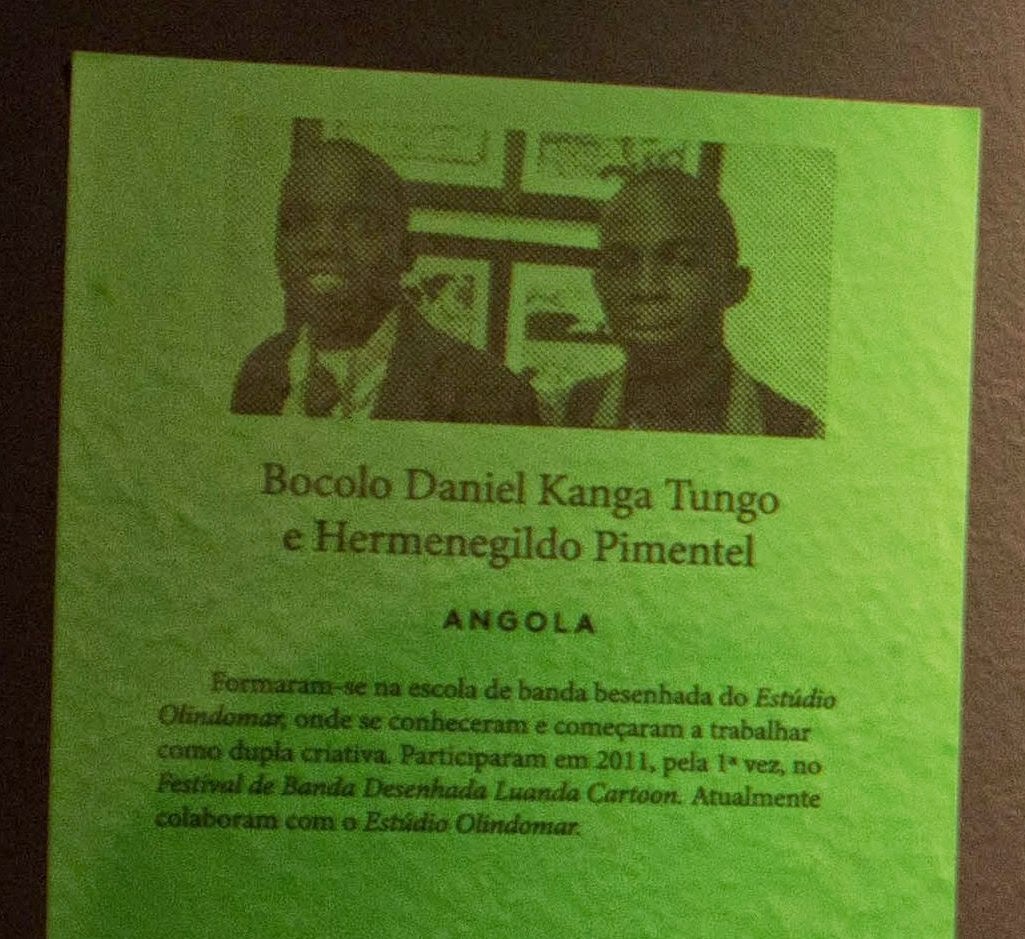 Bocolo Daniel Kanga Tungo
e Hermenegildo Pimentel
ANGOLA
Formaram-se na escola de banda besenhada do Estúdio
Olindomar, onde se conheceram e começaram a trabalhar
como dupla criativa. Participaram em 2011, pela 1ª vez, no
Festival de Banda Desenhada Luanda Cartoon. Atualmente
colaboram com o Estúdio Olindomar.